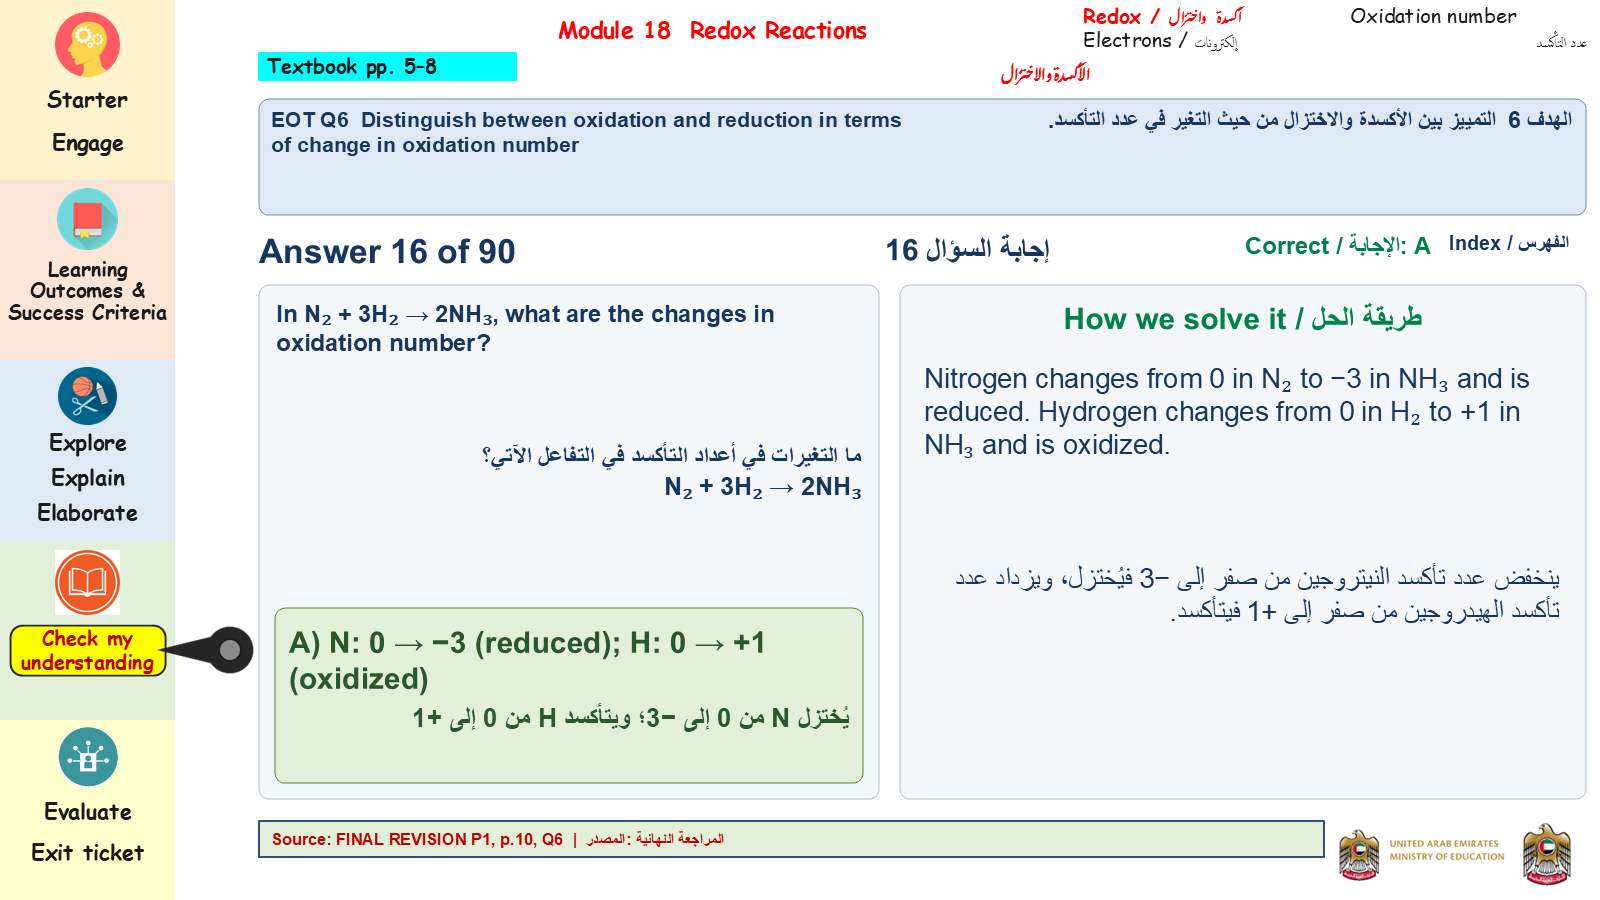 Starter
Engage
Learning
Outcomes &
Success Criteria
Explore
Explain
Elaborate
Check my
understanding
Evaluate
Exit ticket
Module 18 Redox Reactions
Redox / أكسدة واختزال
Electrons / إلكترونات
Oxidation number
عدد التأكسد
Textbook pp. 5–8
الأكسدة والاختزال
EOT Q6 Distinguish between oxidation and reduction in terms
of change in oxidation number
الهدف 6 التمييز بين الأكسدة والاختزال من حيث التغير في عدد التأكسد.
Answer 16 of 90
إجابة السؤال 16
Correct / الإجابة: A
Index / الفهرس
In N₂ + 3H₂ → 2NH₃, what are the changes in
oxidation number?
ما التغيرات في أعداد التأكسد في التفاعل الآتي؟
N₂ + 3H₂ → 2NH₃
A) N: 0 → −3 (reduced); H: 0 → +1
(oxidized)
يُختزل N من 0 إلى −3؛ ويتأكسد H من 0 إلى +1
How we solve it / طريقة الحل
Nitrogen changes from 0 in N₂ to −3 in NH₃ and is
reduced. Hydrogen changes from 0 in H₂ to +1 in
NH₃ and is oxidized.
ينخفض عدد تأكسد النيتروجين من صفر إلى −3 فيُختزل، ويزداد عدد
تأكسد الهيدروجين من صفر إلى +1 فيتأكسد.
Source: FINAL REVISION P1, p.10, Q6 | المراجعة النهائية :المصدر
UNITED ARAB EMIRATES
MINISTRY OF EDUCATION